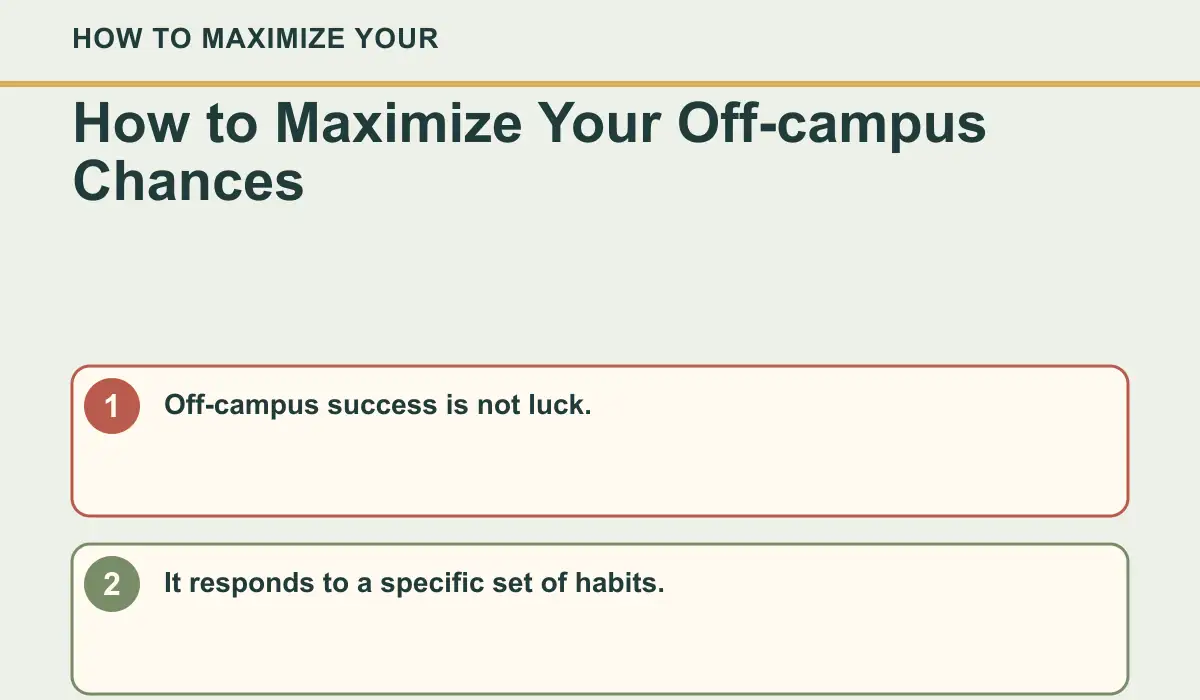 HOW TO MAXIMIZE YOUR
How to Maximize Your Off-campus
Chances
1
Off-campus success is not luck.
2
It responds to a specific set of habits.